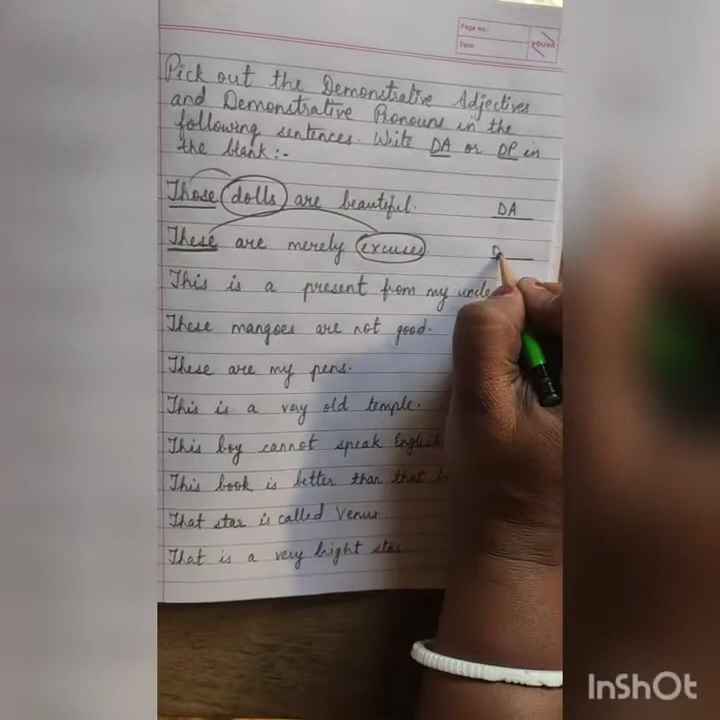 Page No.
Date
YOUVA
Pick out the Demonstrative Adjectives
and Demonstrative Pronouns in the
following sentences. Write DA or DP in
the blank:-
Those dolls are beautiful. DA
These are merely excuses. D
This is a present from my uncle
These mangoes are not good.
These are my pens.
This is a very old temple.
This boy cannot speak English
This book is better than that
That star is called Venus
That is a very bright star
InShOt